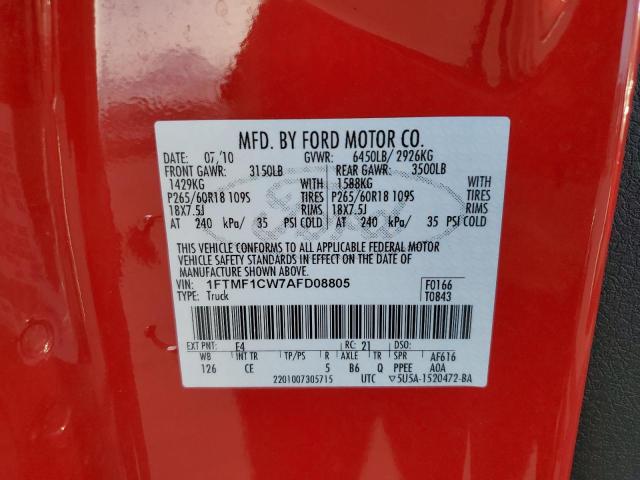 MFD. BY FORD MOTOR CO.
DATE: 07/10 GVWR: 6450LB/ 2926KG
FRONT GAWR: 3150LB REAR GAWR: 3500LB
1429KG WITH 1588KG WITH
P265/60R18 109S TIRES P265/60R18 109S TIRES
18X7.5J RIMS 18X7.5J RIMS
AT 240 kPa/ 35 PSI COLD AT 240 kPa/ 35 PSI COLD
THIS VEHICLE CONFORMS TO ALL APPLICABLE FEDERAL MOTOR
VEHICLE SAFETY STANDARDS IN EFFECT ON THE DATE OF
MANUFACTURE SHOWN ABOVE.
VIN: 1FTMF1CW7AFD08805 F0166
TYPE: Truck T0843
EXT PNT: F4 RC: 21 DSO:
WB INT TR TP/PS R AXLE TR SPR AF616
126 CE 5 B6 Q PPEE AOA
2201007305715 UTC 5U5A-1520472-BA